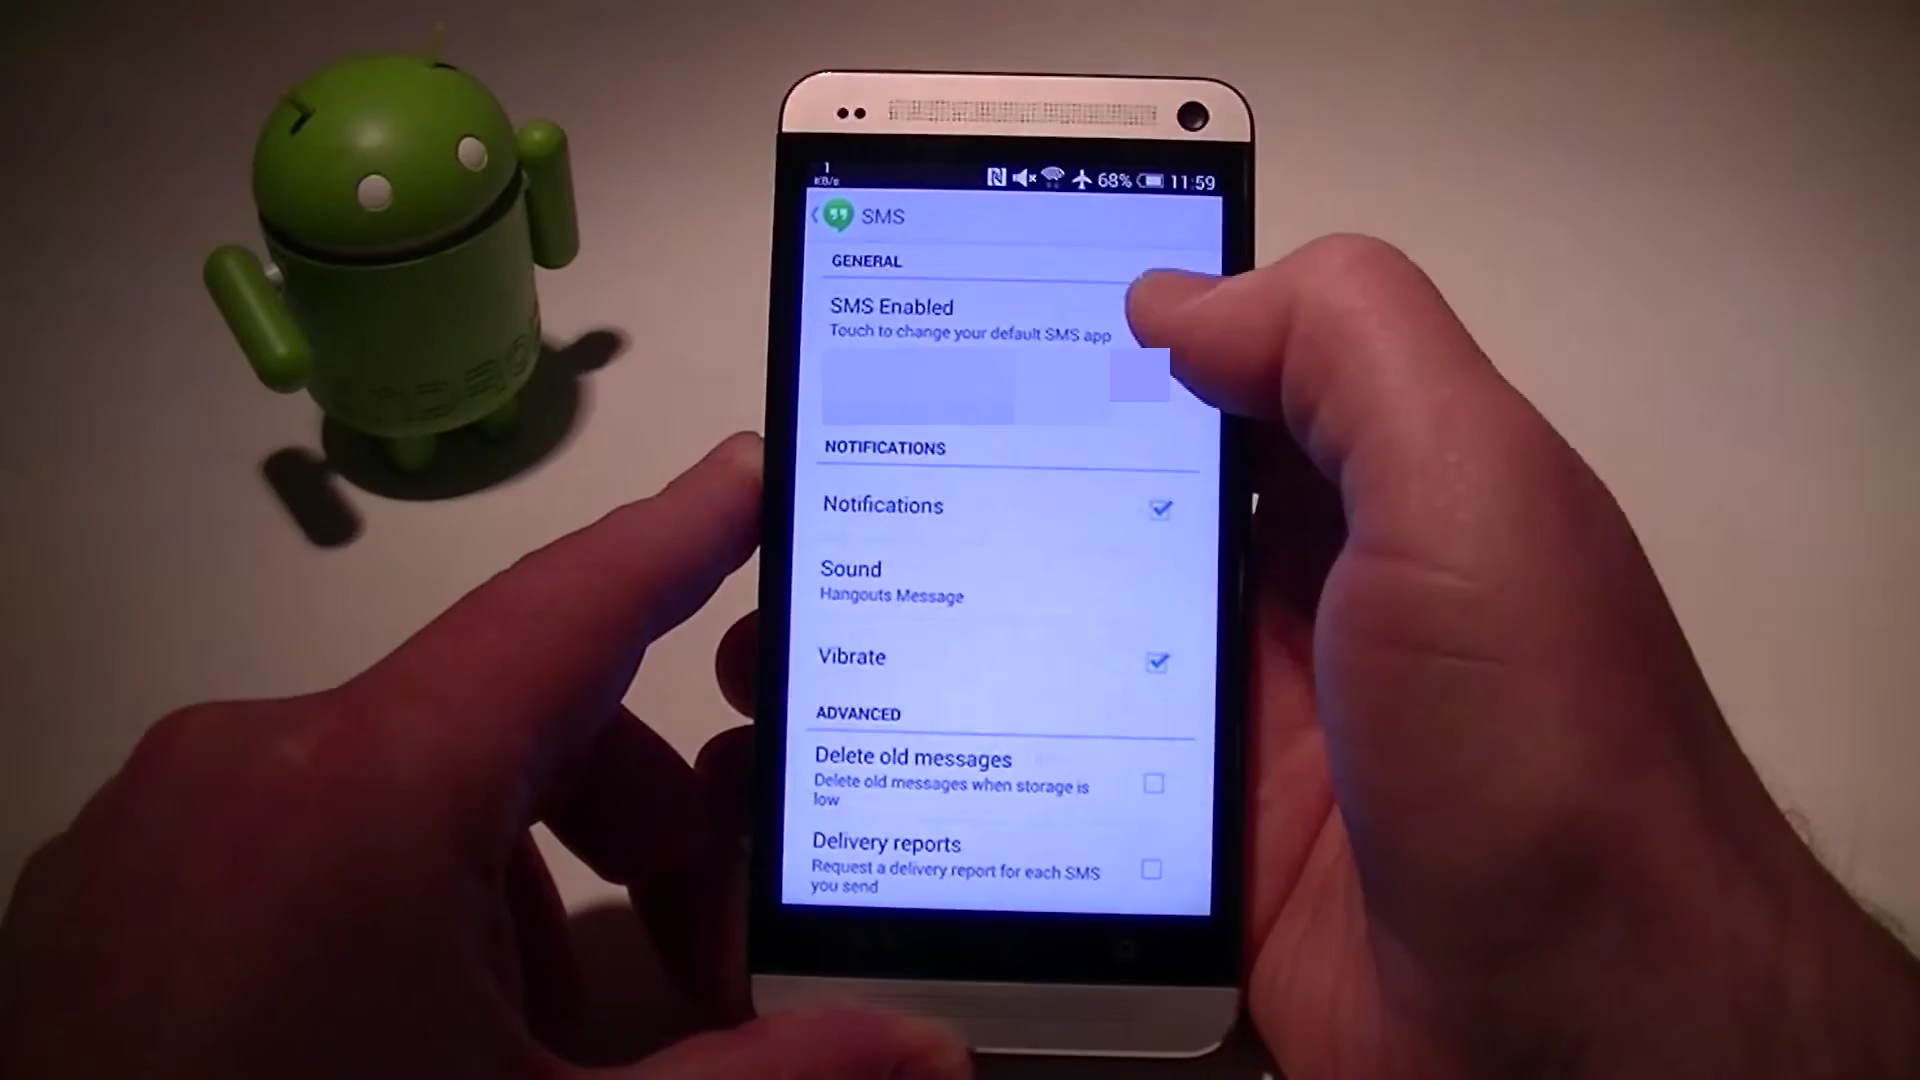 1
KB/s
68% 11:59
SMS
GENERAL
SMS Enabled
Touch to change your default SMS app
NOTIFICATIONS
Notifications
Sound
Hangouts Message
Vibrate
ADVANCED
Delete old messages
Delete old messages when storage is
low
Delivery reports
Request a delivery report for each SMS
you send